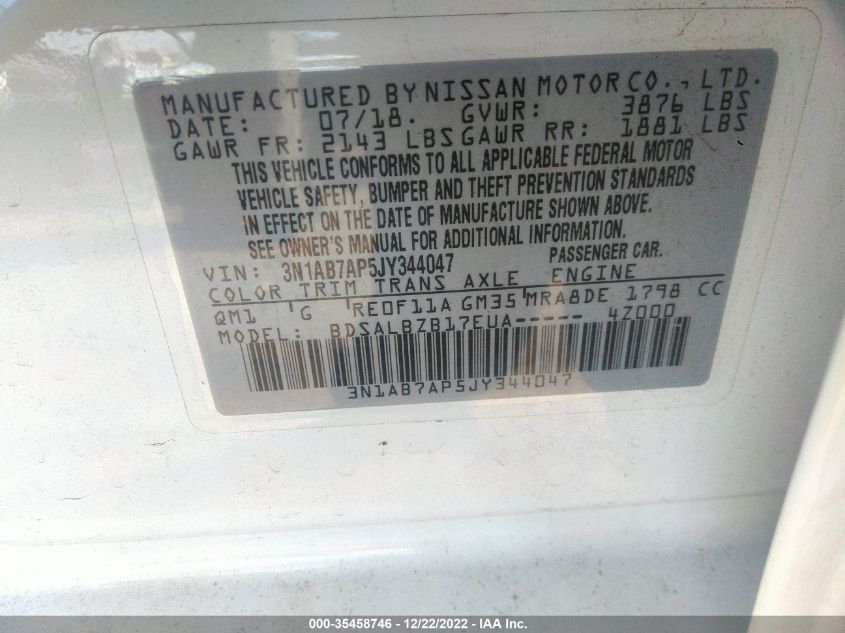 MANUFACTURED BY NISSAN MOTOR CO., LTD.
DATE: 07/18. GVWR: 3876 LBS
GAWR FR: 2143 LBS GAWR RR: 1881 LBS
THIS VEHICLE CONFORMS TO ALL APPLICABLE FEDERAL MOTOR
VEHICLE SAFETY, BUMPER AND THEFT PREVENTION STANDARDS
IN EFFECT ON THE DATE OF MANUFACTURE SHOWN ABOVE.
SEE OWNER'S MANUAL FOR ADDITIONAL INFORMATION.
VIN: 3N1AB7AP5JY344047 PASSENGER CAR.
COLOR TRIM TRANS AXLE ENGINE
QM1 'G 'RE0F11A GM35'MRA8DE 1798 CC
MODEL: BDSALBZB17EUA----- 4Z000.
3N1AB7AP5JY344047
000-35458746 - 12/22/2022 - IAA Inc.